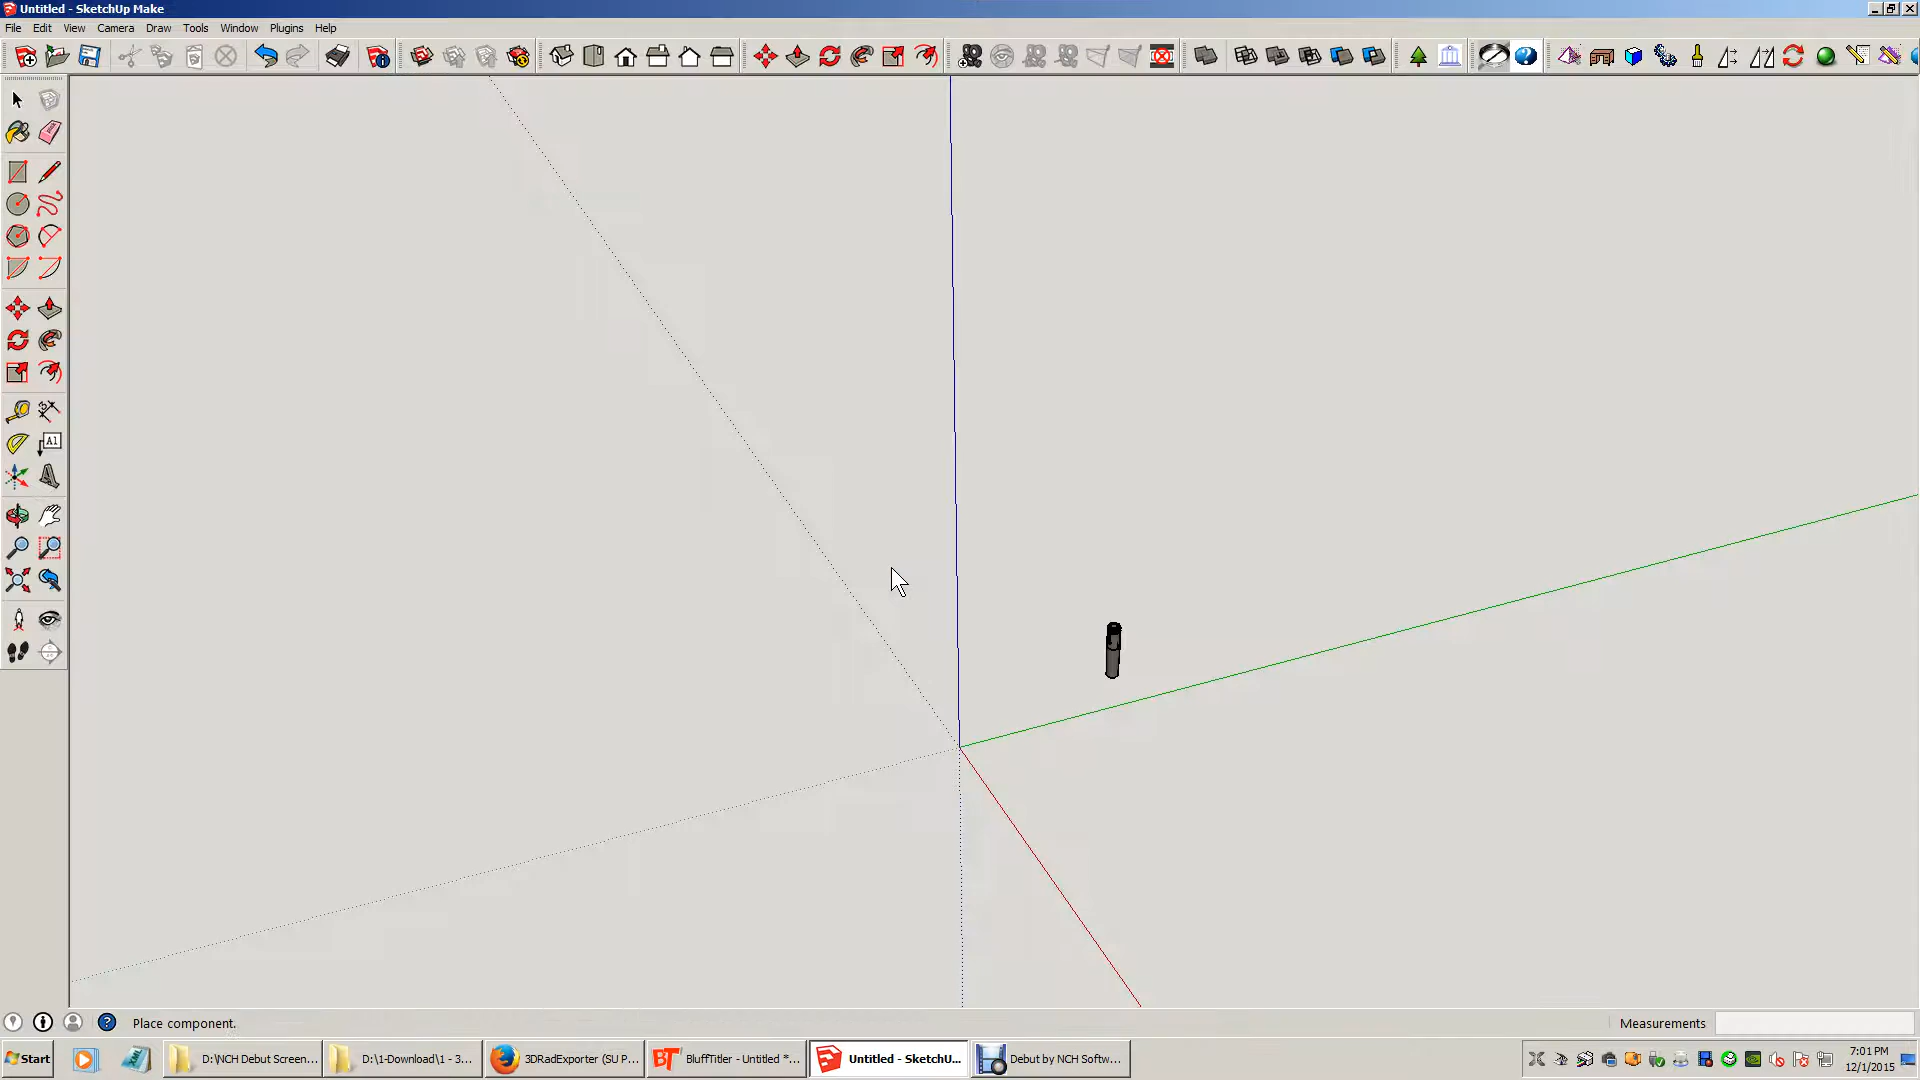 Untitled - SketchUp Make
File Edit View Camera Draw Tools Window Plugins Help
A1
Place component.
Measurements
Start
D:\NCH Debut Screen...
D:\1-Download\1 - 3...
3DRadExporter (SU P...
BT
BluffTitler - Untitled *...
Untitled - SketchU...
Debut by NCH Softw...
7:01 PM
12/1/2015